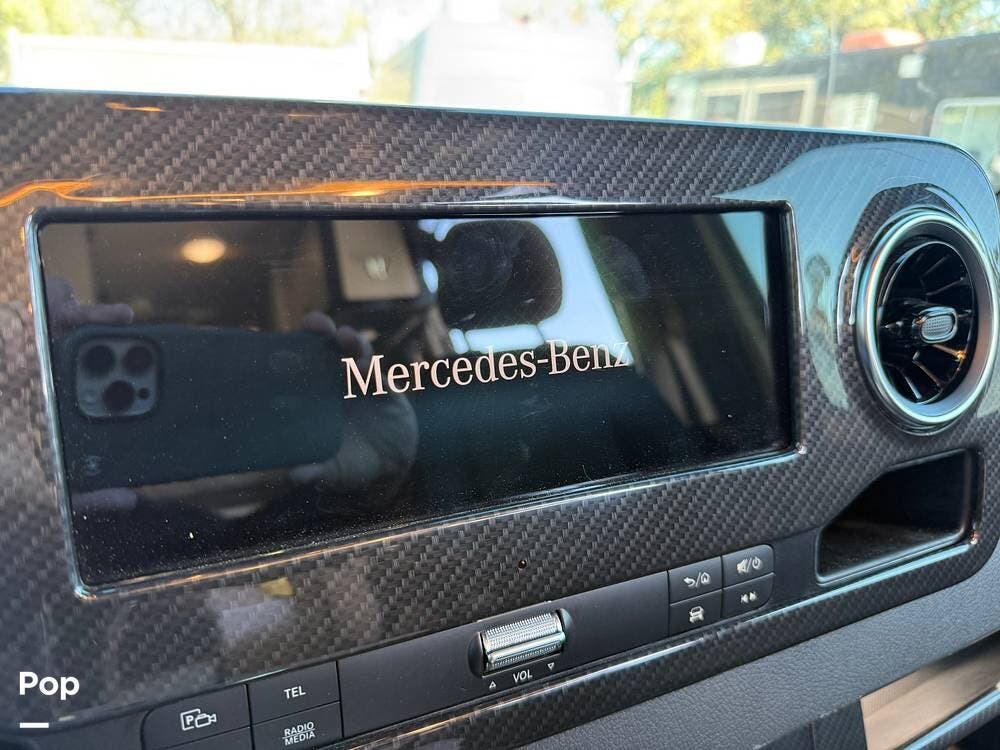 Mercedes-Benz
VOL
TEL
RADIO
MEDIA
P
Pop